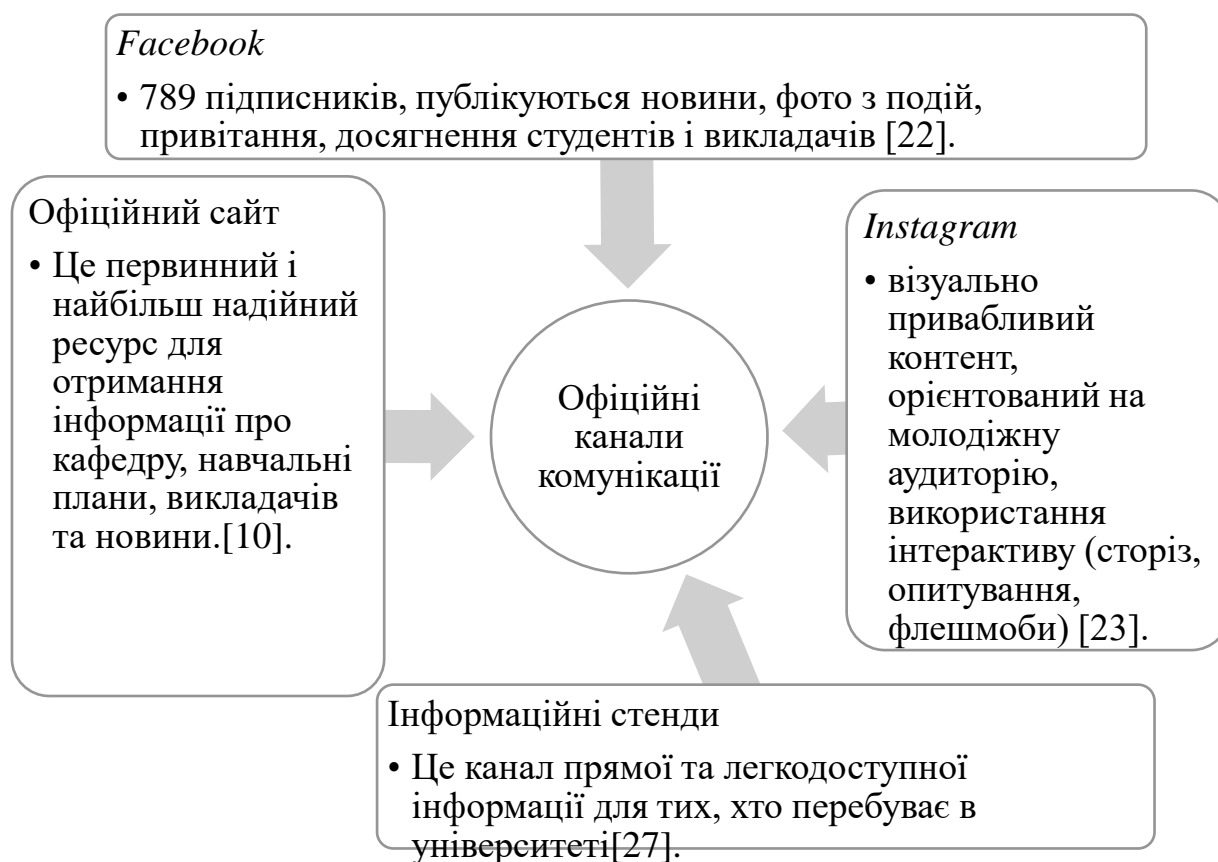 Facebook
• 789 підписників, публікуються новини, фото з подій,
привітання, досягнення студентів і викладачів [22].
Офіційний сайт
• Це первинний і
найбільш надійний
ресурс для
отримання
інформації про
кафедру, навчальні
плани, викладачів
та новини.[10].
Офіційні
канали
комунікації
Instagram
• візуально
привабливий
контент,
орієнтований на
молодіжну
аудиторію,
використання
інтерактиву (сторіз,
опитування,
флешмоби) [23].
Інформаційні стенди
• Це канал прямої та легкодоступної
інформації для тих, хто перебуває в
університеті[27].